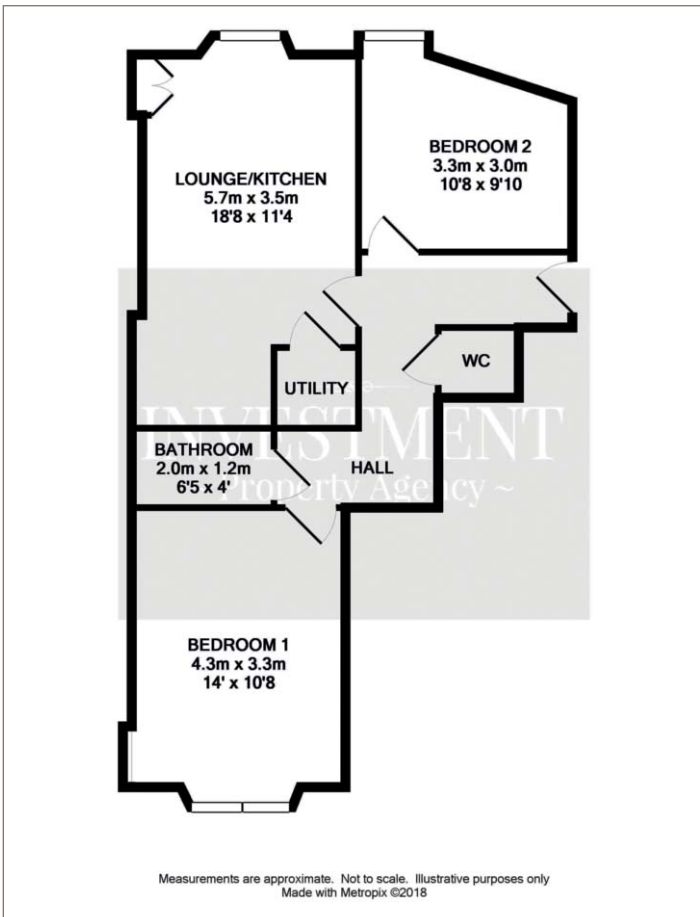 BEDROOM 2
3.3m x 3.0m
10'8 x 9'10
LOUNGE/KITCHEN
5.7m x 3.5m
18'8 x 11'4
WC
UTILITY
INVESTMENT
Property Agency ~
BATHROOM
2.0m x 1.2m
6'5 x 4'
HALL
BEDROOM 1
4.3m x 3.3m
14' x 10'8
Measurements are approximate. Not to scale. Illustrative purposes only
Made with Metropix ©2018